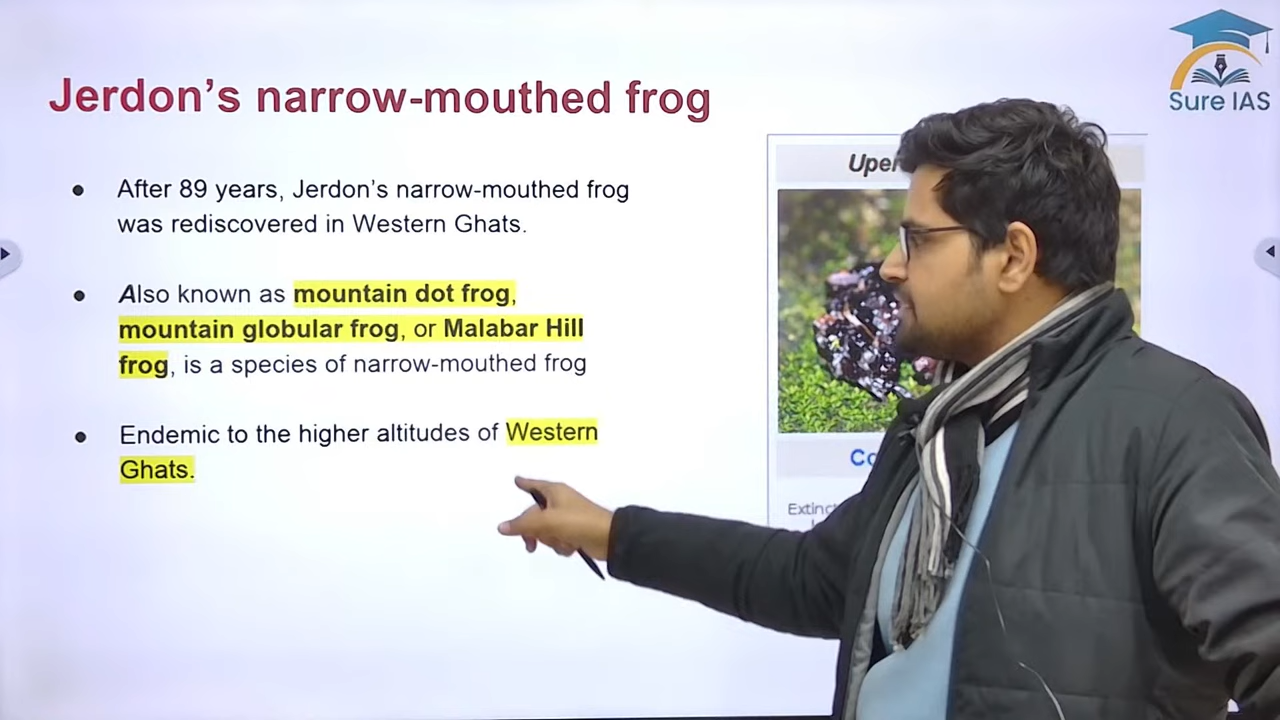 Sure IAS
Jerdon's narrow-mouthed frog
● After 89 years, Jerdon's narrow-mouthed frog
was rediscovered in Western Ghats.
● Also known as mountain dot frog,
mountain globular frog, or Malabar Hill
frog, is a species of narrow-mouthed frog
● Endemic to the higher altitudes of Western
Ghats.